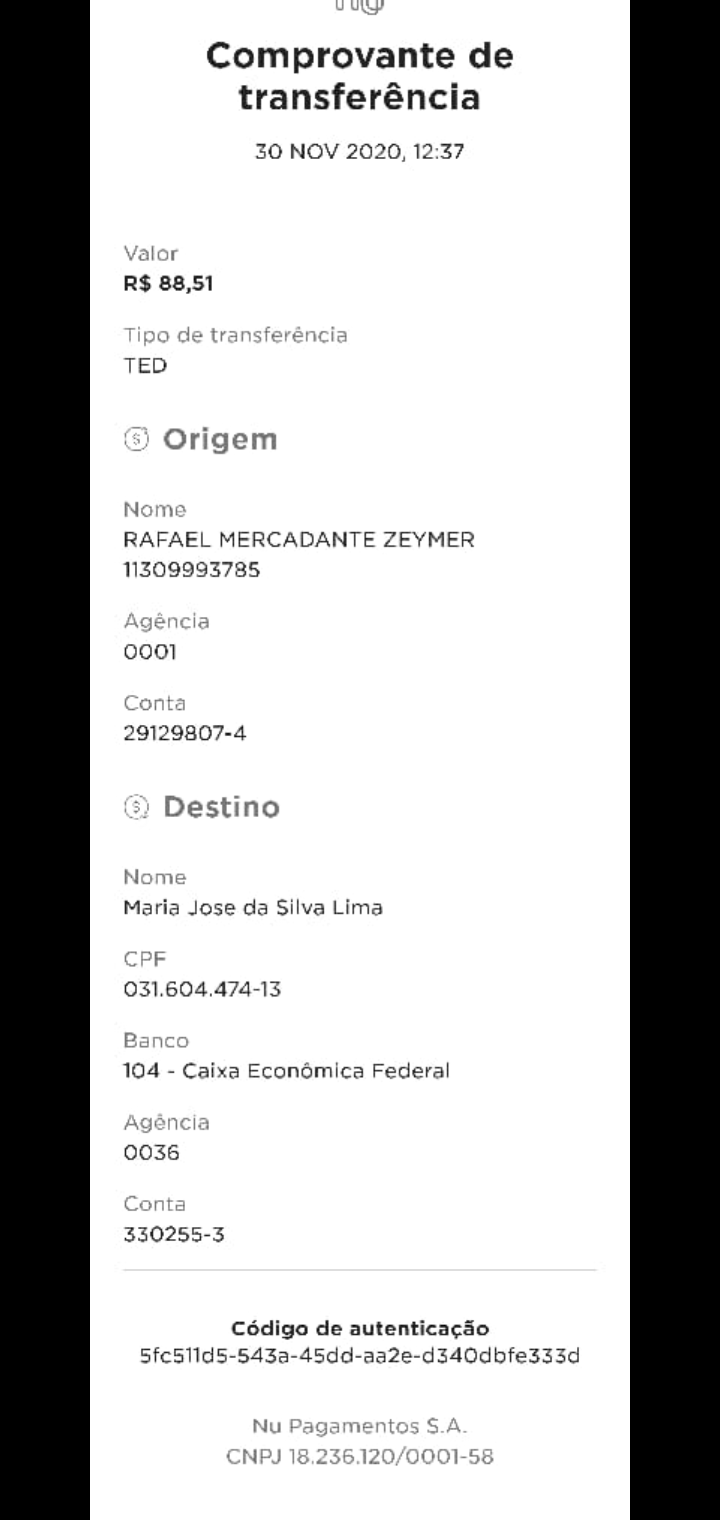 Comprovante de
transferência
30 NOV 2020, 12:37
Valor
R$ 88,51
Tipo de transferência
TED
Origem
Nome
RAFAEL MERCADANTE ZEYMER
11309993785
Agência
0001
Conta
29129807-4
Destino
Nome
Maria Jose da Silva Lima
CPF
031.604.474-13
Banco
104 - Caixa Econômica Federal
Agência
0036
Conta
330255-3
Código de autenticação
5fc511d5-543a-45dd-aa2e-d340dbfe333d
Nu Pagamentos S.A.
CNPJ 18.236.120/0001-58